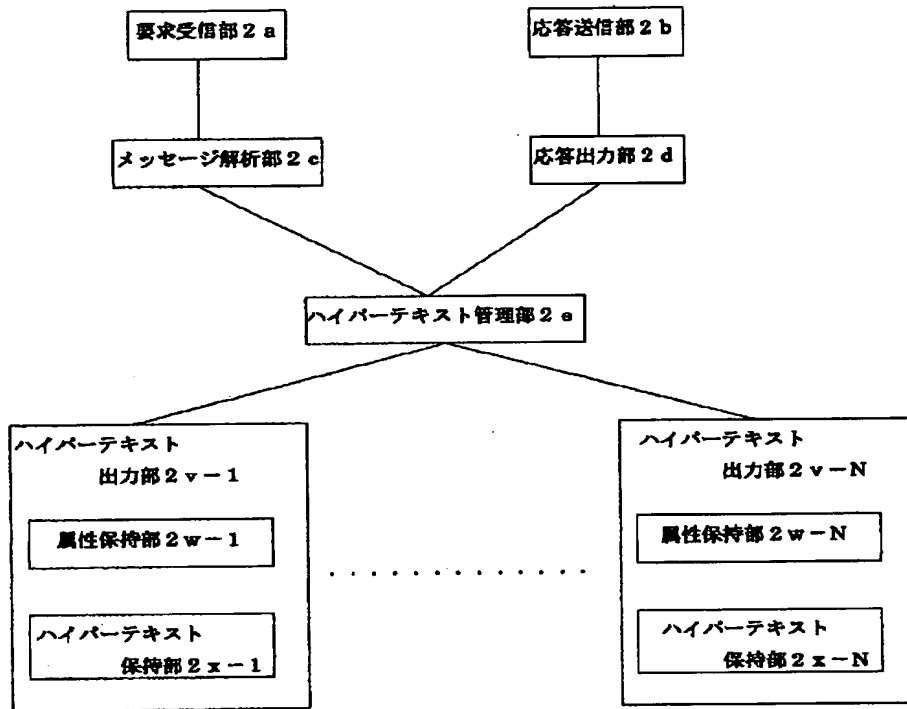 要求受信部2a
応答送信部2b
メッセージ解析部2c
応答出力部2d
ハイパーテキスト管理部2e
ハイパーテキスト
出力部2v-1
属性保持部2w-1
ハイパーテキスト
保持部2x-1
ハイパーテキスト
出力部2v-N
属性保持部2w-N
ハイパーテキスト
保持部2x-N